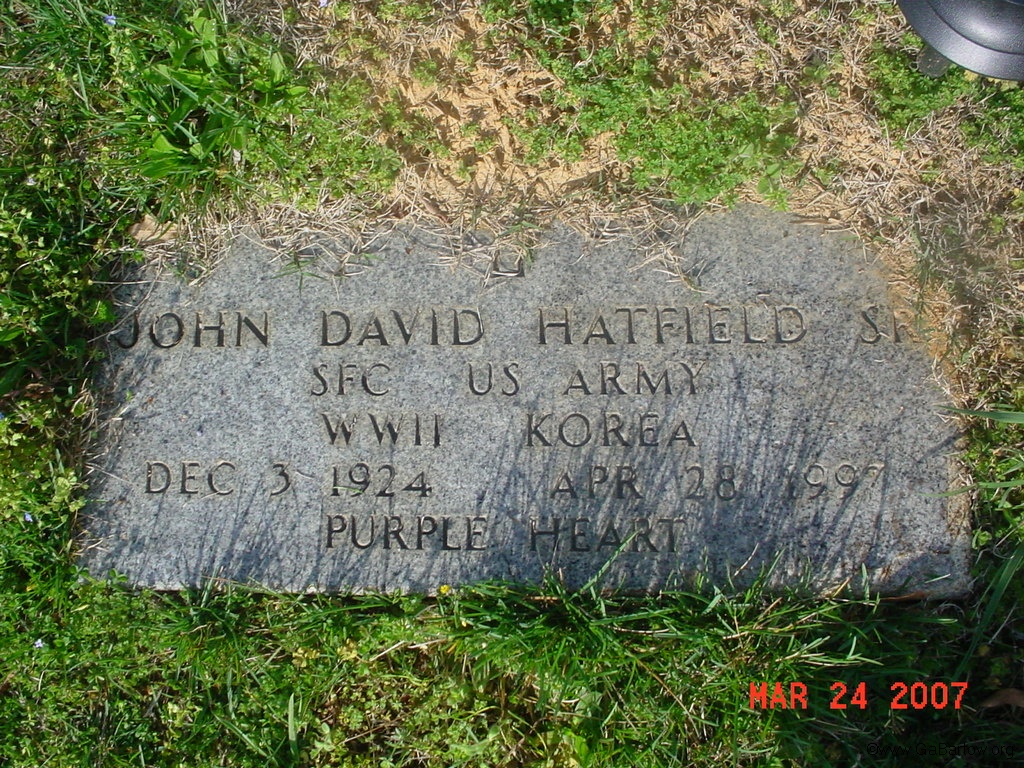 JOHN DAVID HATFIELD SR
SFC US ARMY
WWII KOREA
DEC 3 1924 APR 28 1997
PURPLE HEART
MAR 24 2007